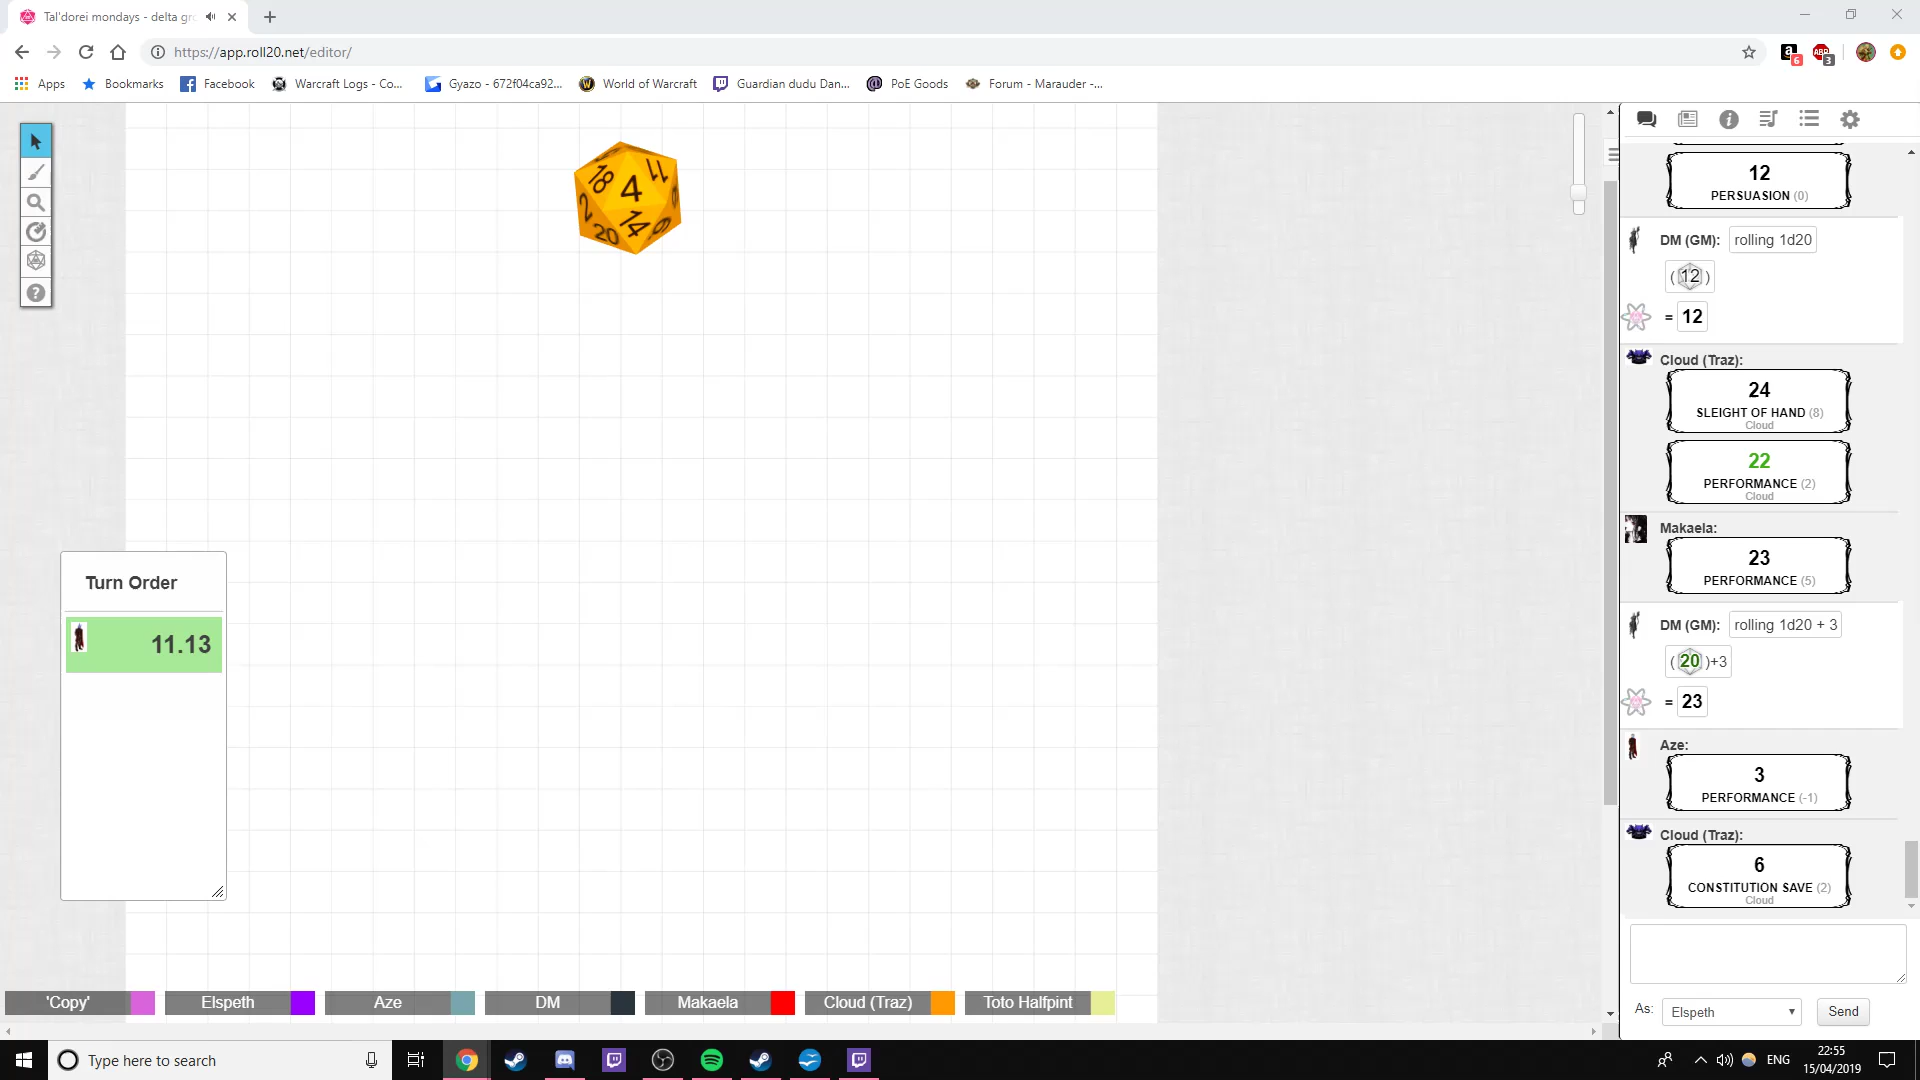 Tal'dorei mondays - delta gr
https://app.roll20.net/editor/
6
ABP
3
Apps
Bookmarks
Facebook
Warcraft Logs - Co...
Gyazo - 672f04ca92...
World of Warcraft
Guardian dudu Dan...
PoE Goods
Forum - Marauder -...
18
4
11
2
14
20
12
PERSUASION (0)
DM (GM): rolling 1d20
(12)
= 12
Cloud (Traz):
24
SLEIGHT OF HAND (8)
Cloud
22
PERFORMANCE (2)
Cloud
Makaela:
23
PERFORMANCE (5)
DM (GM): rolling 1d20 + 3
(20)+3
= 23
Aze:
3
PERFORMANCE (-1)
Cloud (Traz):
6
CONSTITUTION SAVE (2)
Cloud
Turn Order
11.13
'Copy'
Elspeth
Aze
DM
Makaela
Cloud (Traz)
Toto Halfpint
As: Elspeth Send
Type here to search
ENG
22:55
15/04/2019